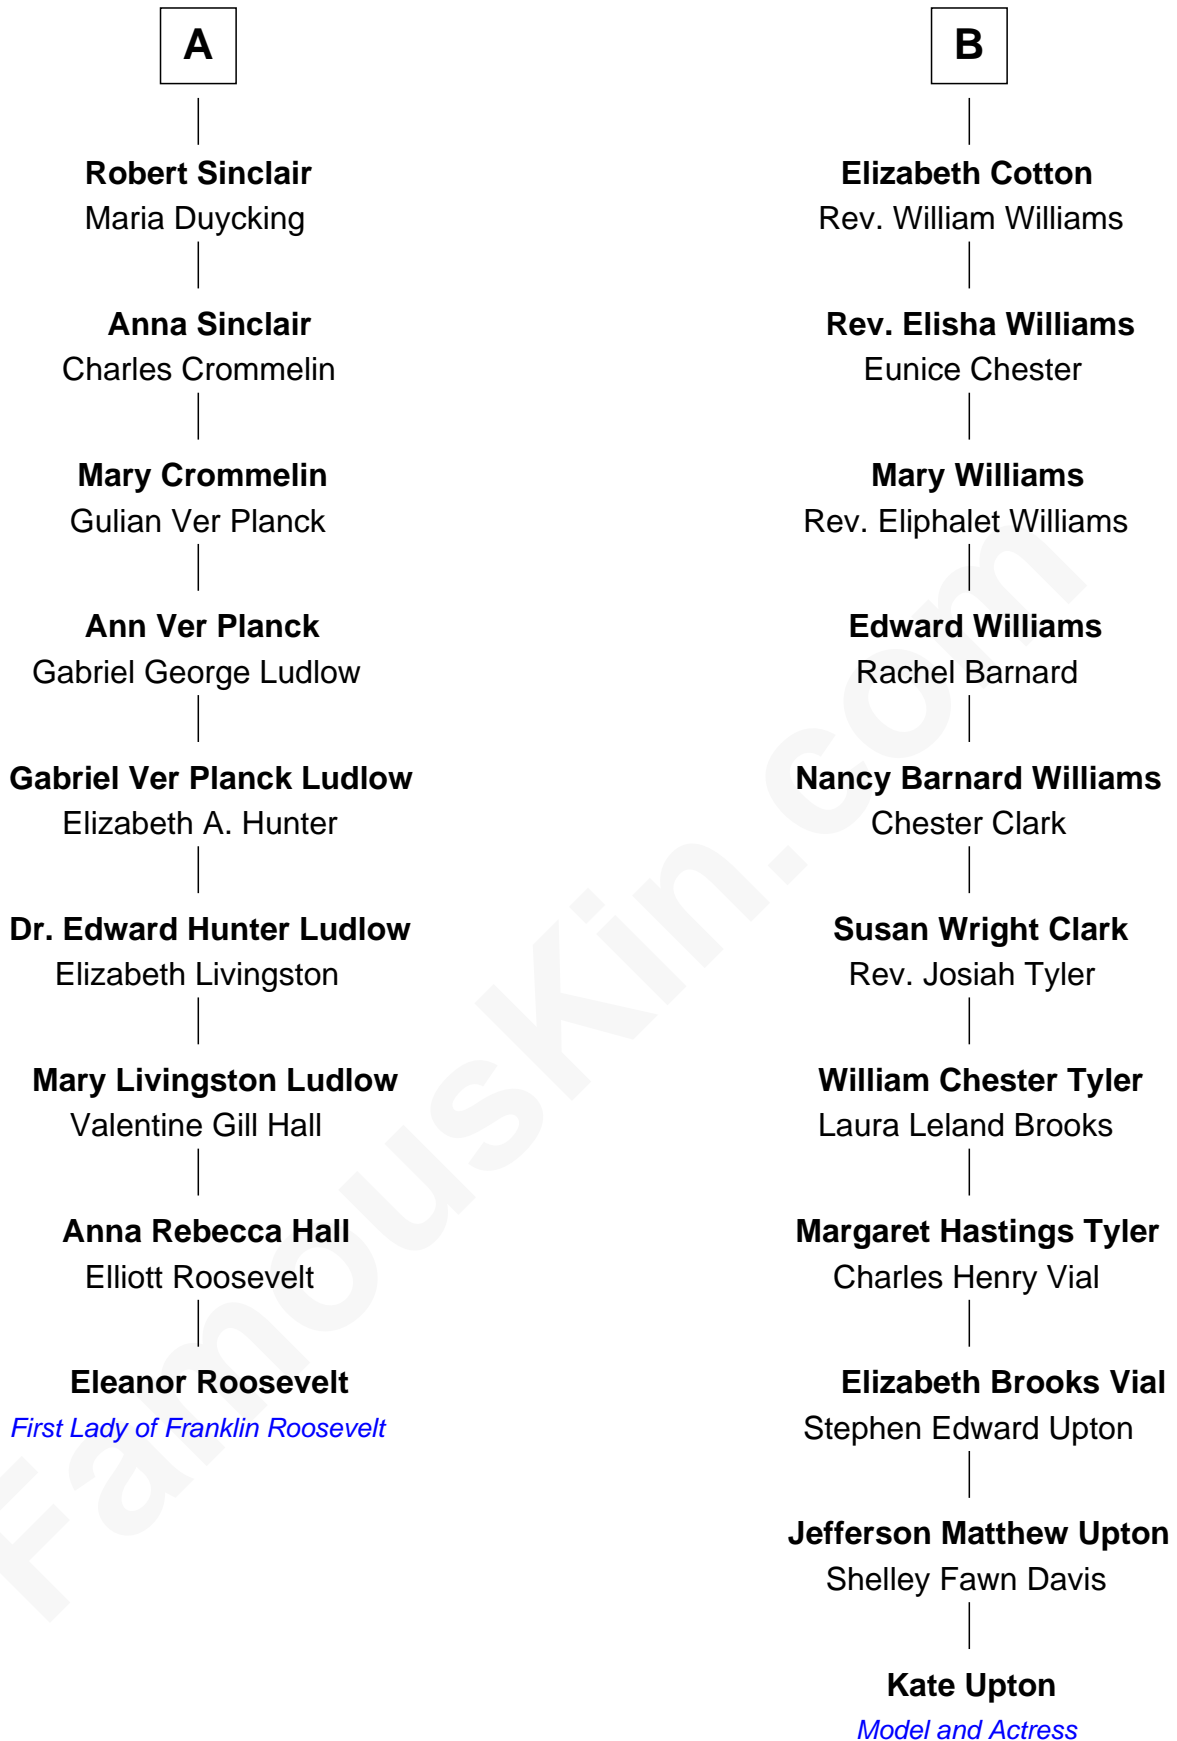 A
Robert Sinclair
Maria Duycking
Anna Sinclair
Charles Crommelin
Mary Crommelin
Gulian Ver Planck
Ann Ver Planck
Gabriel George Ludlow
Gabriel Ver Planck Ludlow
Elizabeth A. Hunter
Dr. Edward Hunter Ludlow
Elizabeth Livingston
Mary Livingston Ludlow
Valentine Gill Hall
Anna Rebecca Hall
Elliott Roosevelt
Eleanor Roosevelt
First Lady of Franklin Roosevelt
B
Elizabeth Cotton
Rev. William Williams
Rev. Elisha Williams
Eunice Chester
Mary Williams
Rev. Eliphalet Williams
Edward Williams
Rachel Barnard
Nancy Barnard Williams
Chester Clark
Susan Wright Clark
Rev. Josiah Tyler
William Chester Tyler
Laura Leland Brooks
Margaret Hastings Tyler
Charles Henry Vial
Elizabeth Brooks Vial
Stephen Edward Upton
Jefferson Matthew Upton
Shelley Fawn Davis
Kate Upton
Model and Actress
FamousKin.com